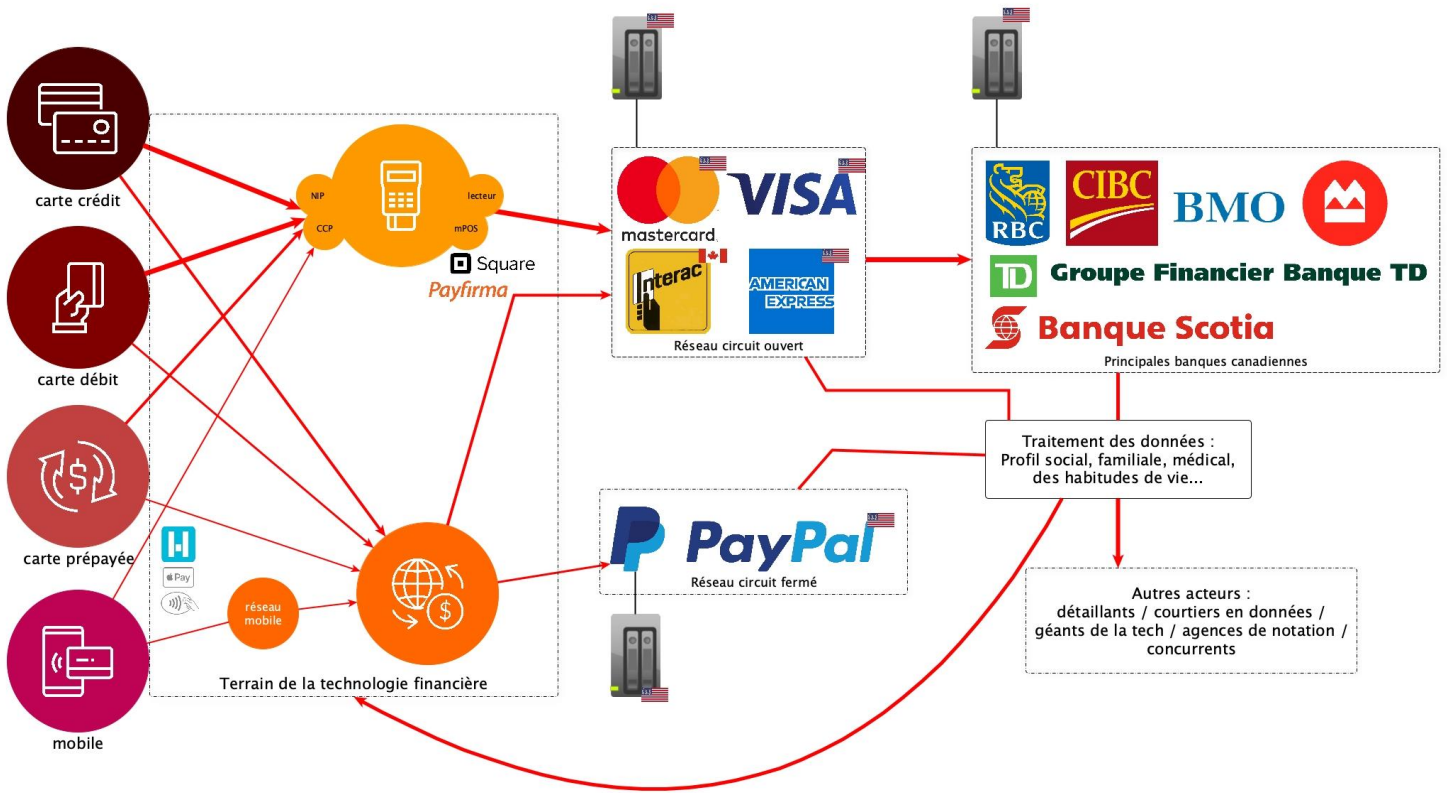 carte crédit
carte débit
carte prépayée
mobile
NIP
CCP
lecteur
mPOS
Square
Payfirma
Pay
réseau
mobile
Terrain de la technologie financière
mastercard.
VISA
Interac
AMERICAN
EXPRESS
Réseau circuit ouvert
PayPal
Réseau circuit fermé
RBC
CIBC
BMO
TD Groupe Financier Banque TD
Banque Scotia
Principales banques canadiennes
Traitement des données :
Profil social, familiale, médical,
des habitudes de vie...
Autres acteurs :
détaillants / courtiers en données /
géants de la tech / agences de notation /
concurrents